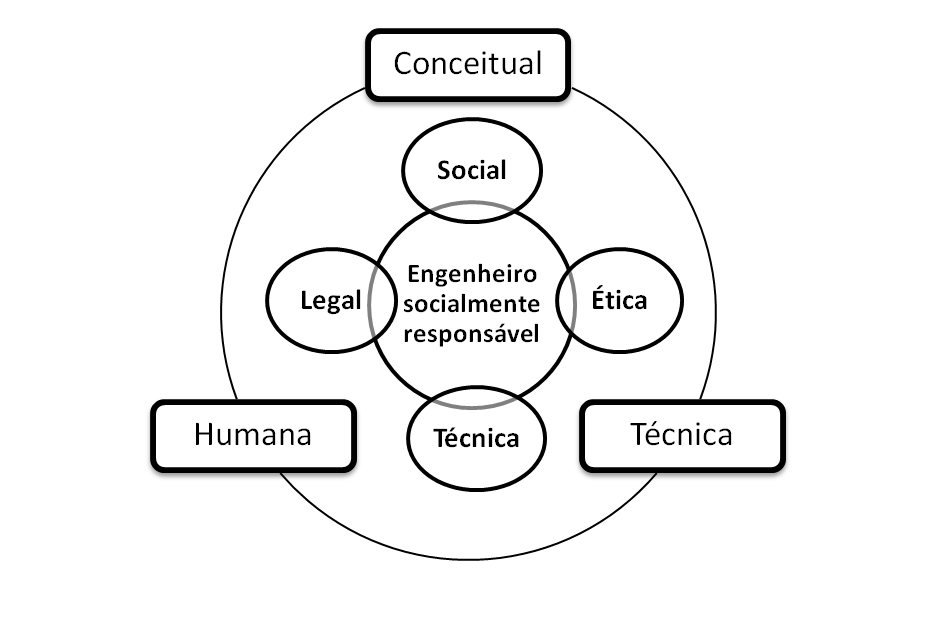 Conceitual
Social
Legal
Engenheiro
socialmente
responsável
Ética
Humana
Técnica
Técnica